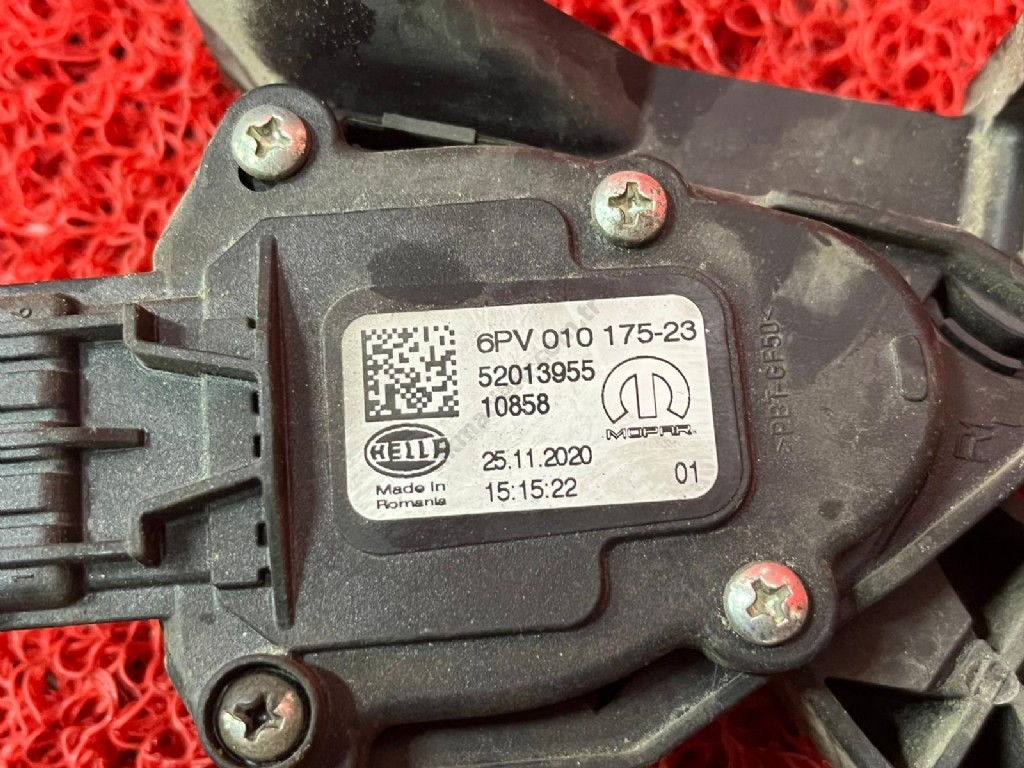 6PV 010 175-23
52013955
10858
MOPAR
HELLA
25.11.2020
Made In
Romania
15:15:22
01
>PBT-GF50<
1